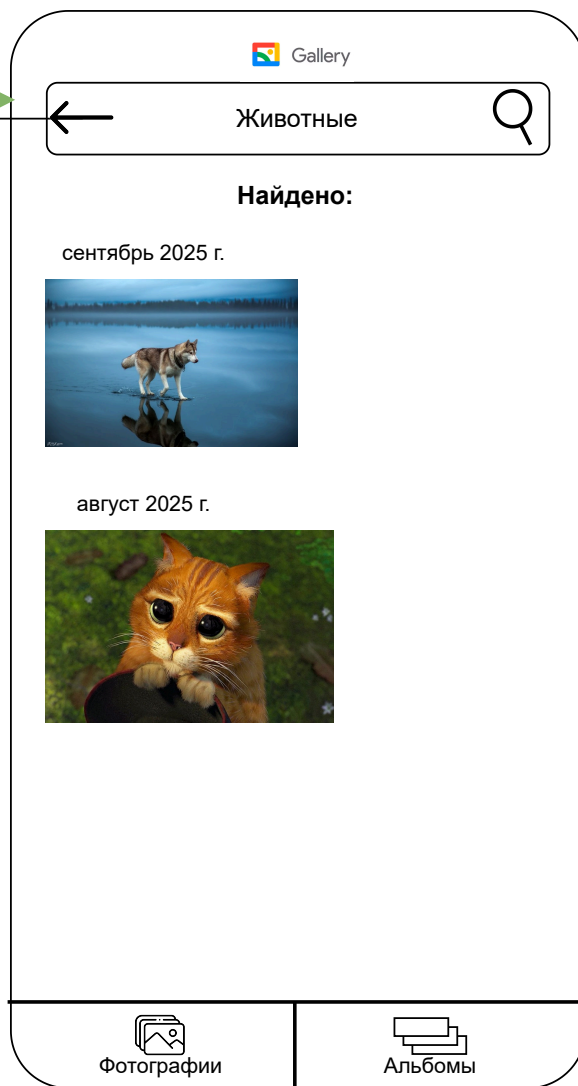 Gallery
Животные
Найдено:
сентябрь 2025 г.
август 2025 г.
Фотографии
Альбомы